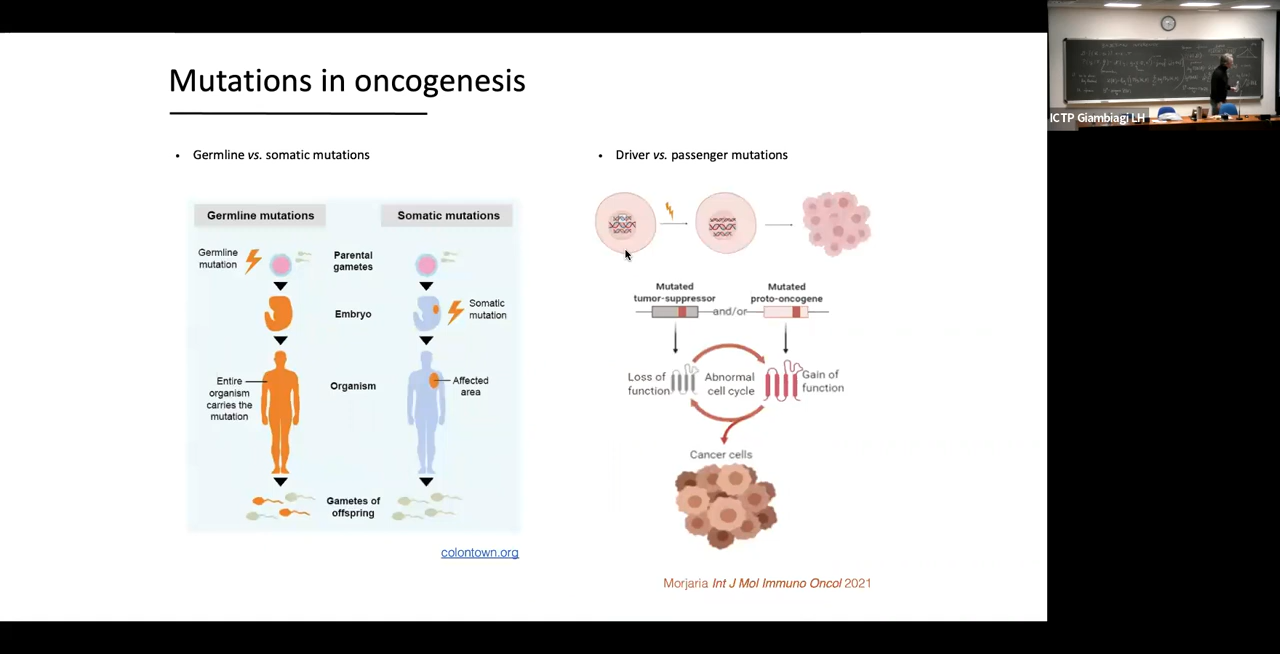 Mutations in oncogenesis
• Germline vs. somatic mutations
Germline mutations
Somatic mutations
Germline
mutation
Parental
gametes
Embryo
Somatic
mutation
Entire
organism
carries the
mutation
Organism
Affected
area
Gametes of
offspring
colontown.org
• Driver vs. passenger mutations
Mutated
tumor-suppressor
and/or
Mutated
proto-oncogene
Loss of
function
Abnormal
cell cycle
Gain of
function
Cancer cells
Morjaria Int J Mol Immuno Oncol 2021
ICTP Giambiagi LH